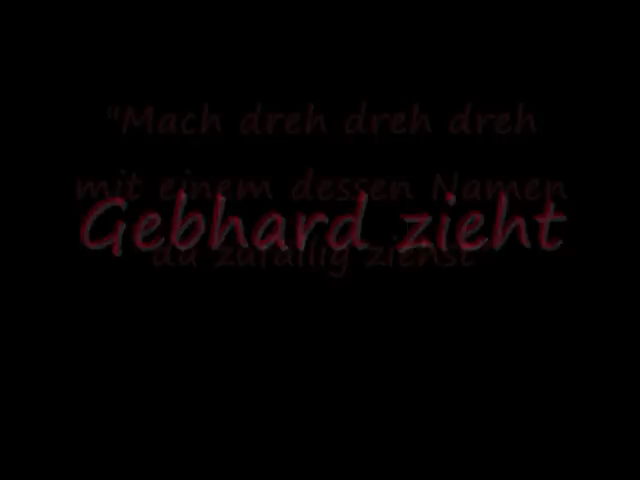 "Mach dreh dreh dreh
mit einem dessen Namen
Gebhard zieht
du zufällig ziehst"